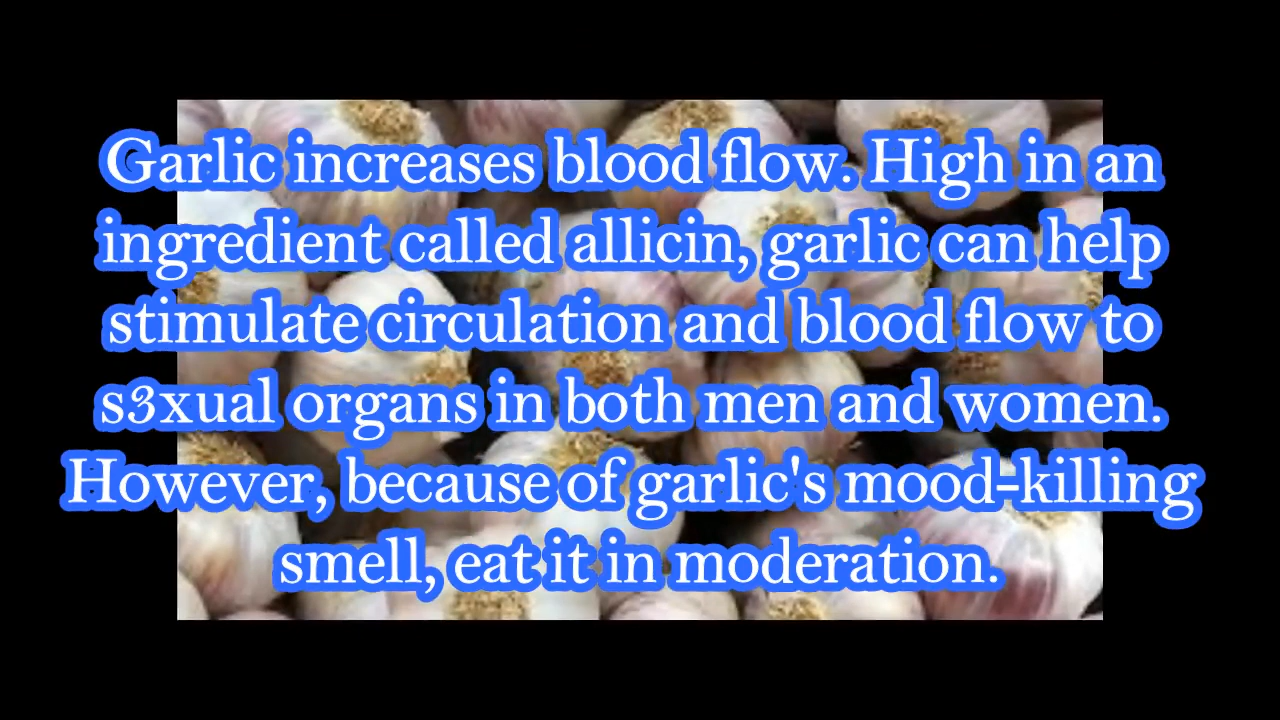 Garlic increases blood flow. High in an
ingredient called allicin, garlic can help
stimulate circulation and blood flow to
s3xual organs in both men and women.
However, because of garlic's mood-killing
smell, eat it in moderation.